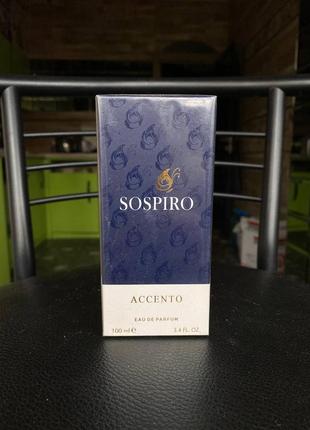 SOSPIRO
ACCENTO
EAU DE PARFUM
100 ml ℮ 3.4 FL. OZ.